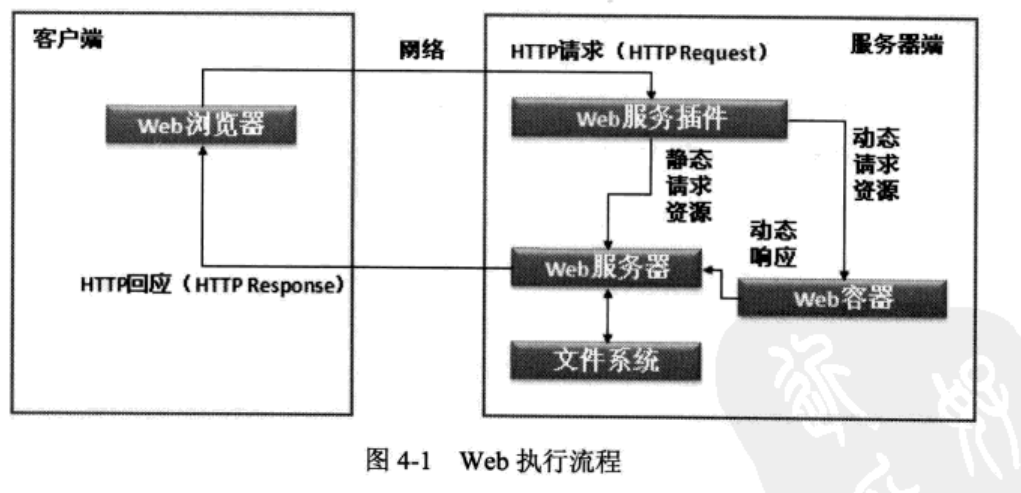 客户端
网络
HTTP请求（HTTP Request）
服务器端
Web浏览器
Web服务插件
静态
请求
资源
动态
请求
资源
动态
响应
Web服务器
HTTP回应（HTTP Response）
Web容器
文件系统
图 4-1 Web 执行流程